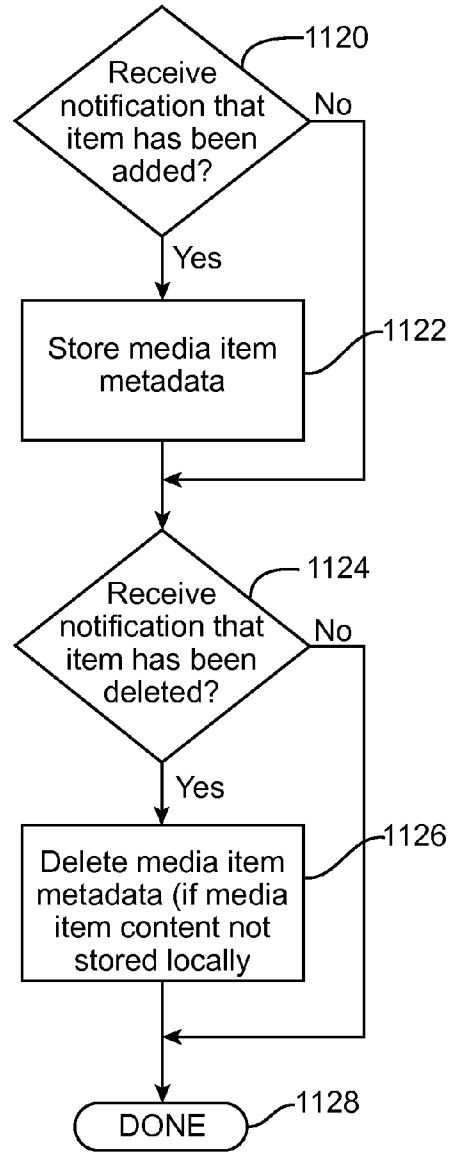 1120
Receive
notification that
item has been
added?
No
Yes
Store media item
metadata
1122
1124
Receive
notification that
item has been
deleted?
No
Yes
1126
Delete media item
metadata (if media
item content not
stored locally
DONE
1128